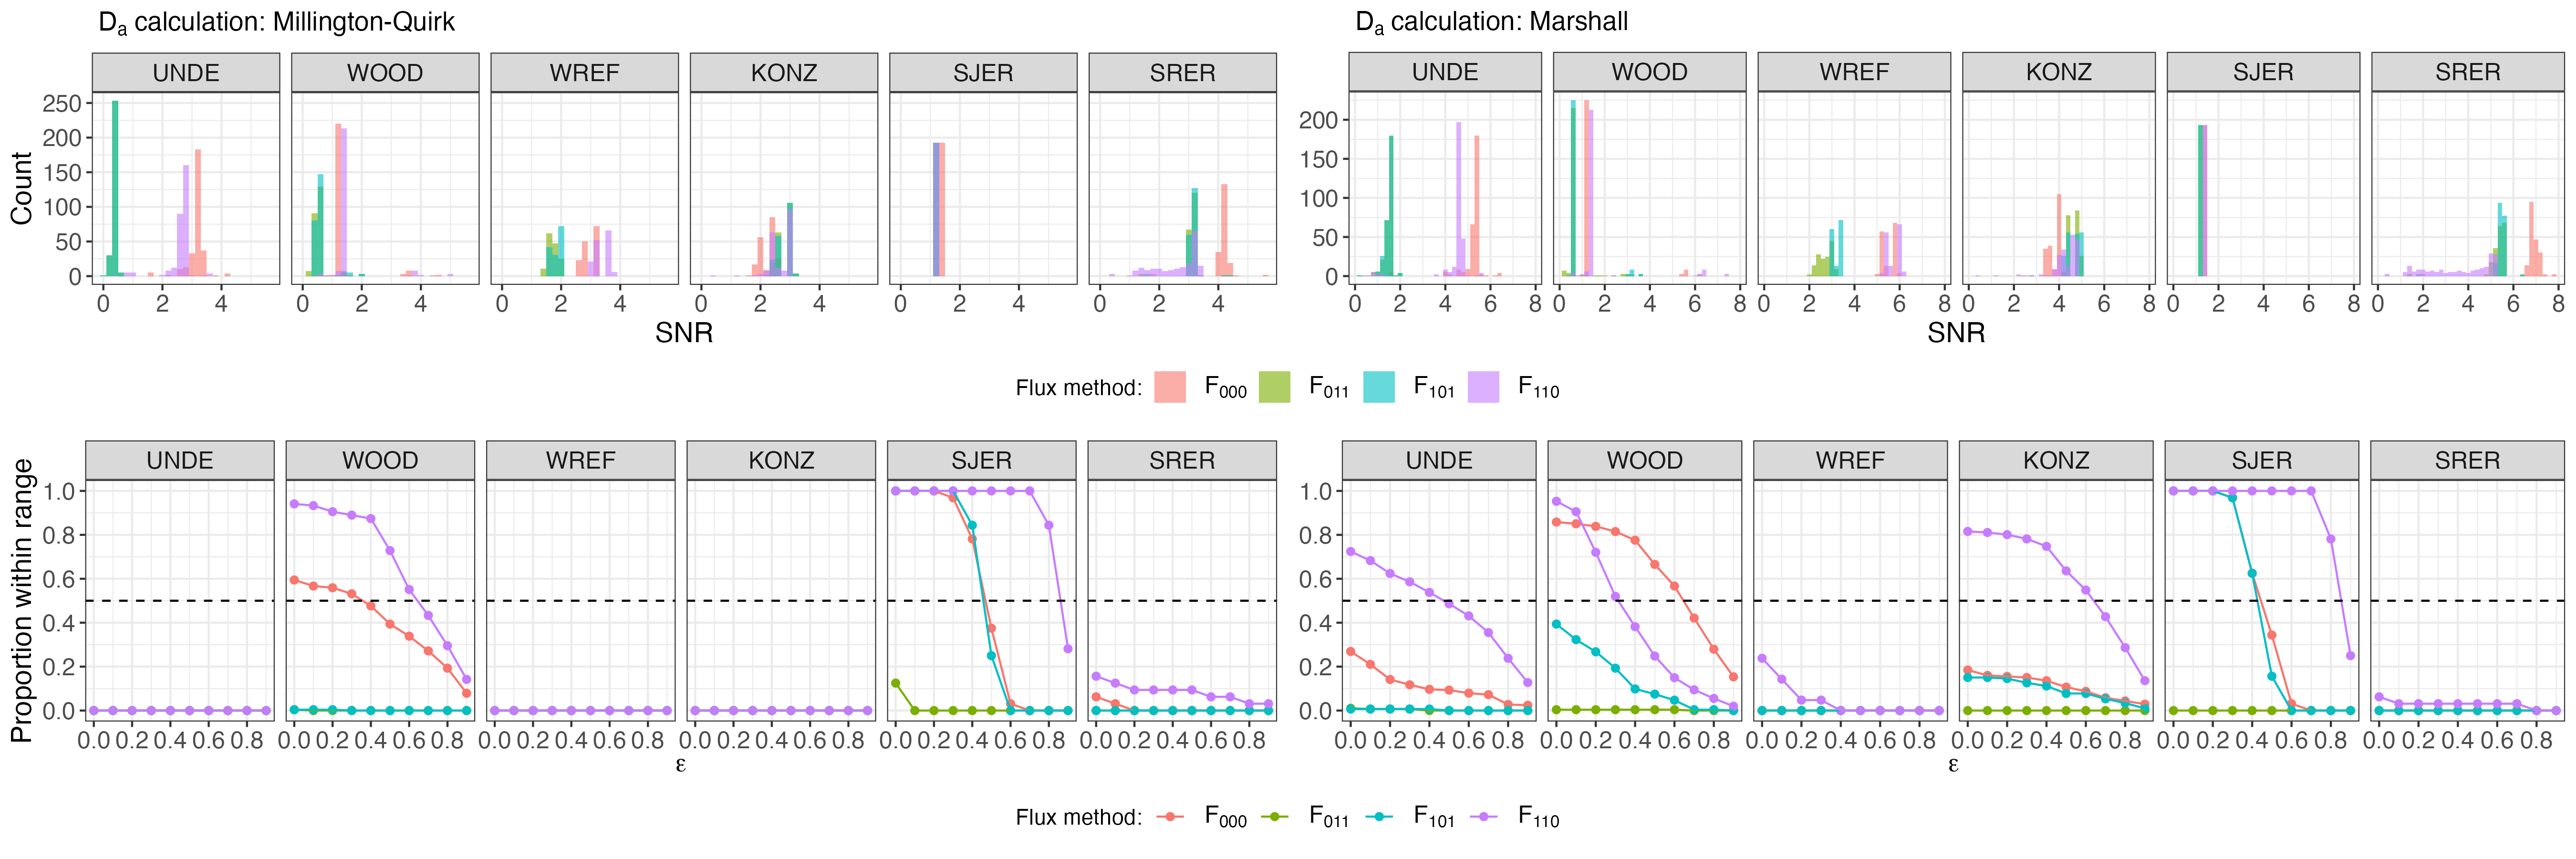 Da calculation: Millington-Quirk
Da calculation: Marshall
UNDE WOOD WREF KONZ SJER SRER
UNDE WOOD WREF KONZ SJER SRER
Count
250
200
150
100
50
0
0 2 4 0 2 4 0 2 4 0 2 4 0 2 4 0 2 4
SNR
200
150
100
50
0
0 2 4 6 8 0 2 4 6 8 0 2 4 6 8 0 2 4 6 8 0 2 4 6 8 0 2 4 6 8
SNR
Flux method: F000 F011 F101 F110
UNDE WOOD WREF KONZ SJER SRER
UNDE WOOD WREF KONZ SJER SRER
Proportion within range
1.0
0.8
0.6
0.4
0.2
0.0
0.0 0.2 0.4 0.6 0.8 0.0 0.2 0.4 0.6 0.8 0.0 0.2 0.4 0.6 0.8 0.0 0.2 0.4 0.6 0.8 0.0 0.2 0.4 0.6 0.8 0.0 0.2 0.4 0.6 0.8
ε
1.0
0.8
0.6
0.4
0.2
0.0
0.0 0.2 0.4 0.6 0.8 0.0 0.2 0.4 0.6 0.8 0.0 0.2 0.4 0.6 0.8 0.0 0.2 0.4 0.6 0.8 0.0 0.2 0.4 0.6 0.8 0.0 0.2 0.4 0.6 0.8
ε
Flux method: F000 F011 F101 F110